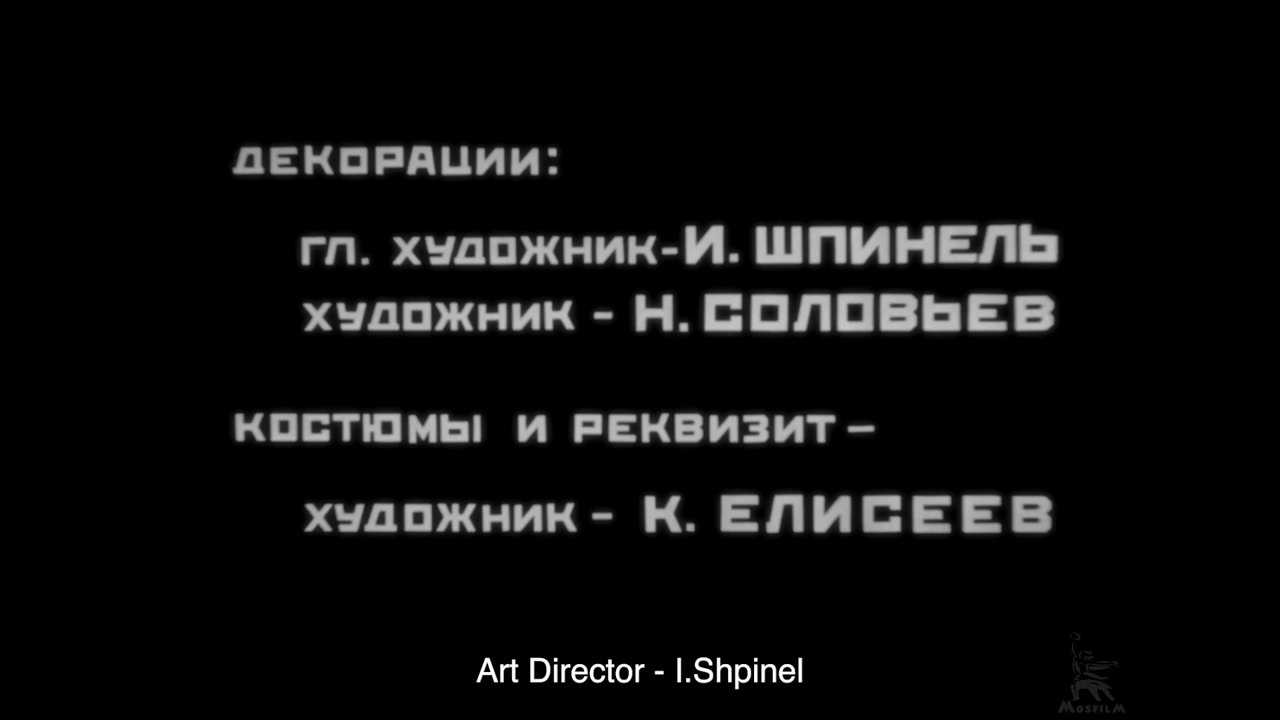 ДЕКОРАЦИИ:
ГЛ. ХУДОЖНИК-И. ШПИНЕЛЬ
ХУДОЖНИК - Н. СОЛОВЬЕВ
КОСТЮМЫ И РЕКВИЗИТ –
ХУДОЖНИК - К. ЕЛИСЕЕВ
Art Director - I.Shpinel
MOSFILM